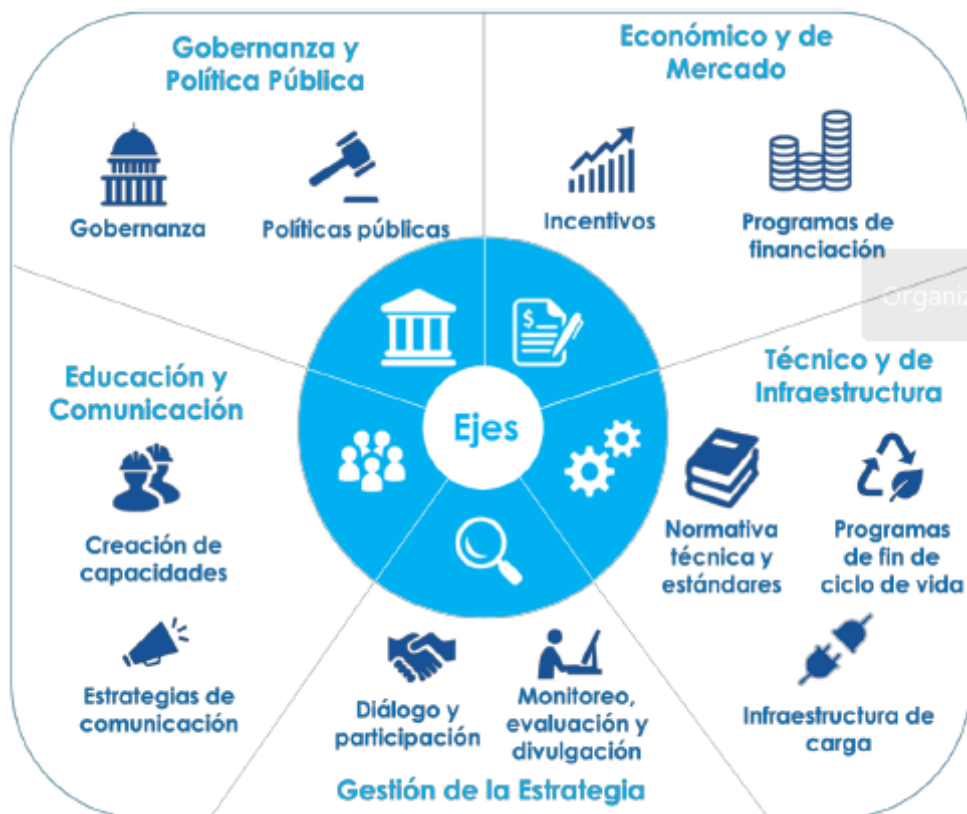 Gobernanza y
Política Pública
Gobernanza
Políticas públicas
Económico y de
Mercado
Incentivos
Programas de
financiación
Organiz
Educación y
Comunicación
Creación de
capacidades
Estrategias de
comunicación
Ejes
$
Técnico y de
Infraestructura
Normativa
técnica y
estándares
Programas
de fin de
ciclo de vida
Infraestructura de
carga
Diálogo y
participación
Monitoreo,
evaluación y
divulgación
Gestión de la Estrategia